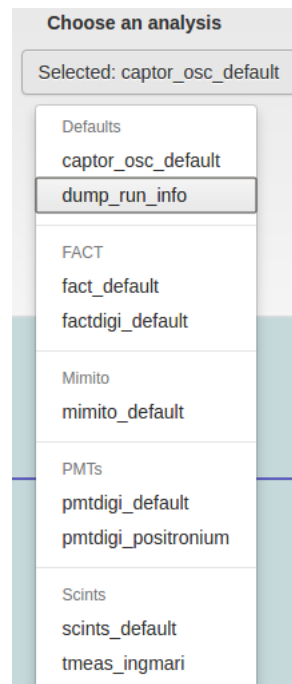 Choose an analysis
Selected: captor_osc_default
Defaults
captor_osc_default
dump_run_info
FACT
fact_default
factdigi_default
Mimito
mimito_default
PMTs
pmtdigi_default
pmtdigi_positronium
Scints
scints_default
tmeas_ingmari